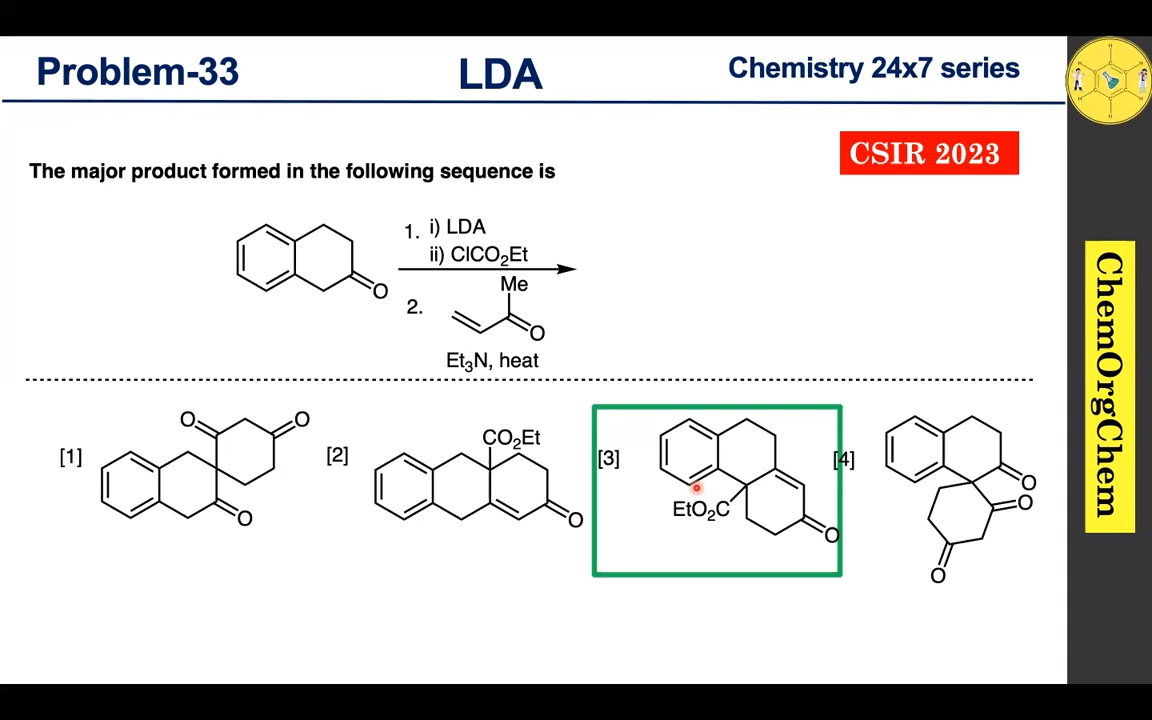 Problem-33
LDA
Chemistry 24x7 series
CSIR 2023
The major product formed in the following sequence is
1. i) LDA
ii) ClCO₂Et
O
Me
2.
O
Et₃N, heat
[1]
O
O
O
[2]
CO₂Et
O
[3]
EtO₂C
O
[4]
O
O
O
ChemOrgChem